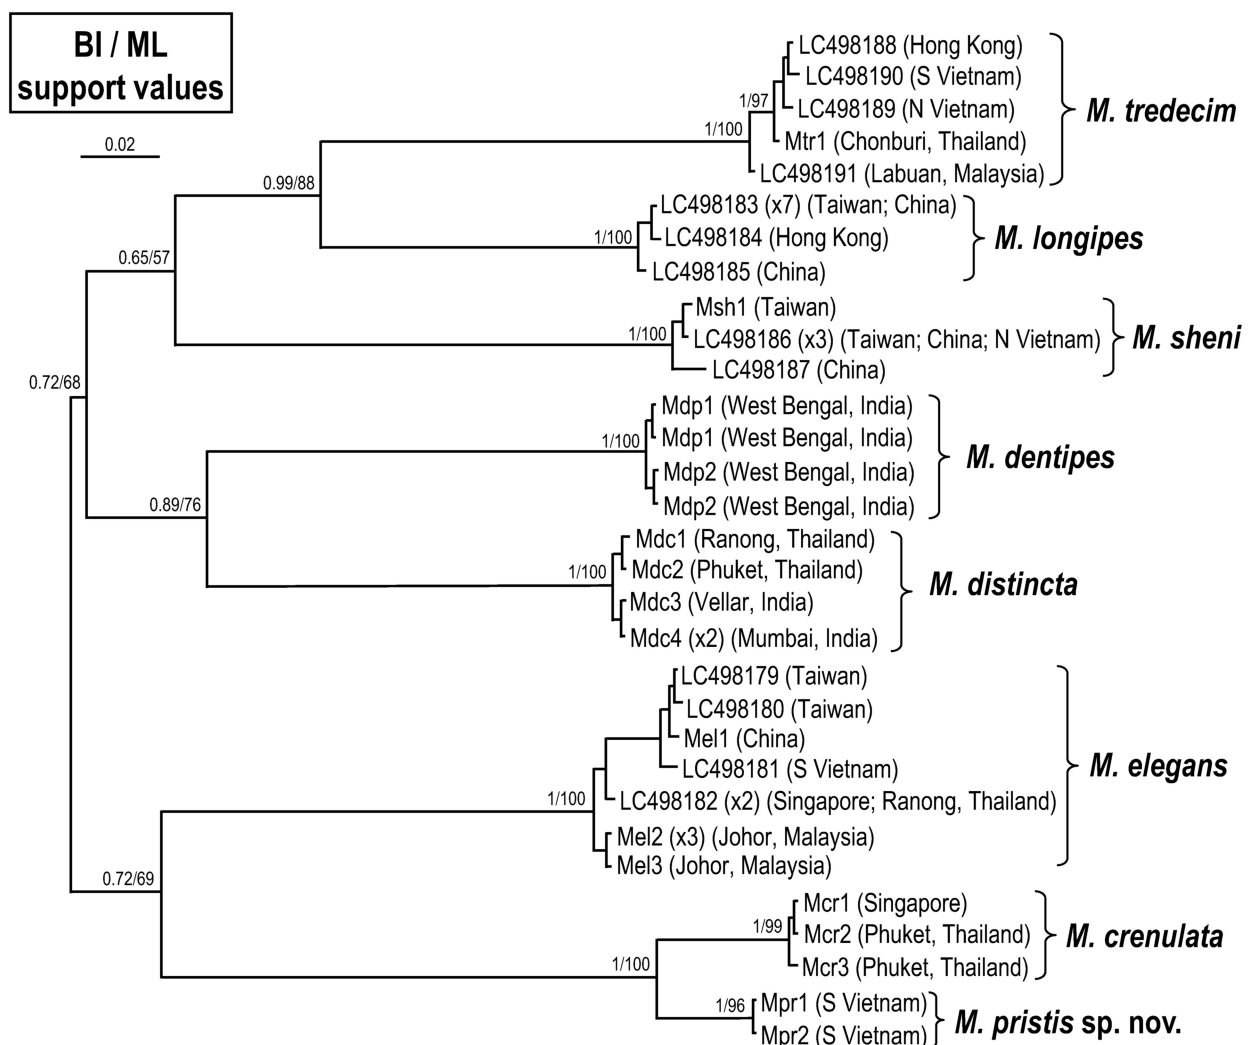 BI / ML
support values
0.02
LC498188 (Hong Kong)
LC498190 (S Vietnam)
1/97
LC498189 (N Vietnam)
M. tredecim
1/100
Mtr1 (Chonburi, Thailand)
LC498191 (Labuan, Malaysia)
0.99/88
LC498183 (x7) (Taiwan; China)
1/100
LC498184 (Hong Kong)
M. longipes
0.65/57
LC498185 (China)
Msh1 (Taiwan)
1/100
LC498186 (x3) (Taiwan; China; N Vietnam)
M. sheni
LC498187 (China)
0.72/68
Mdp1 (West Bengal, India)
1/100
Mdp1 (West Bengal, India)
M. dentipes
Mdp2 (West Bengal, India)
0.89/76
Mdp2 (West Bengal, India)
Mdc1 (Ranong, Thailand)
1/100
Mdc2 (Phuket, Thailand)
M. distincta
Mdc3 (Vellar, India)
Mdc4 (x2) (Mumbai, India)
LC498179 (Taiwan)
LC498180 (Taiwan)
Mel1 (China)
M. elegans
LC498181 (S Vietnam)
1/100
LC498182 (x2) (Singapore; Ranong, Thailand)
Mel2 (x3) (Johor, Malaysia)
Mel3 (Johor, Malaysia)
0.72/69
Mcr1 (Singapore)
1/99
Mcr2 (Phuket, Thailand)
M. crenulata
1/100
Mcr3 (Phuket, Thailand)
1/96
Mpr1 (S Vietnam)
M. pristis sp. nov.
Mpr2 (S Vietnam)